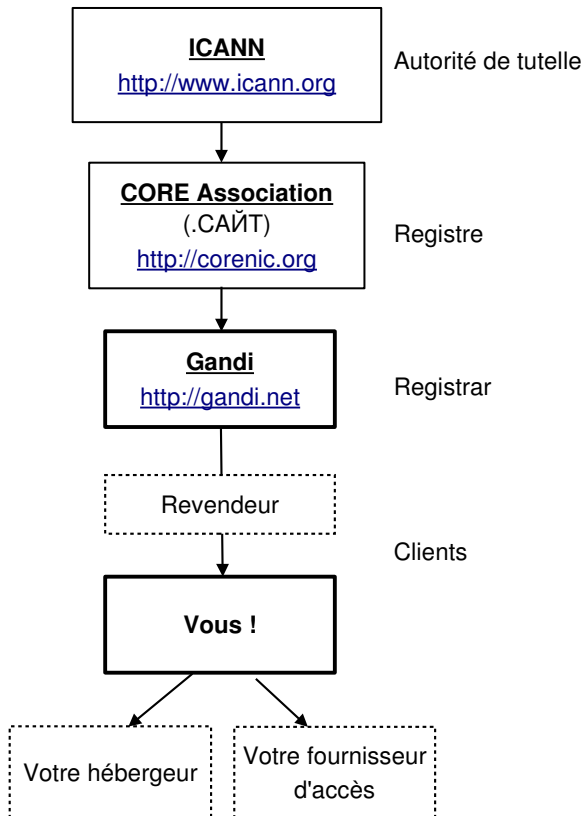 ICANN
http://www.icann.org
Autorité de tutelle
CORE Association
(.САЙТ)
http://corenic.org
Registre
Gandi
http://gandi.net
Registrar
Revendeur
Clients
Vous !
Votre hébergeur
Votre fournisseur
d'accès